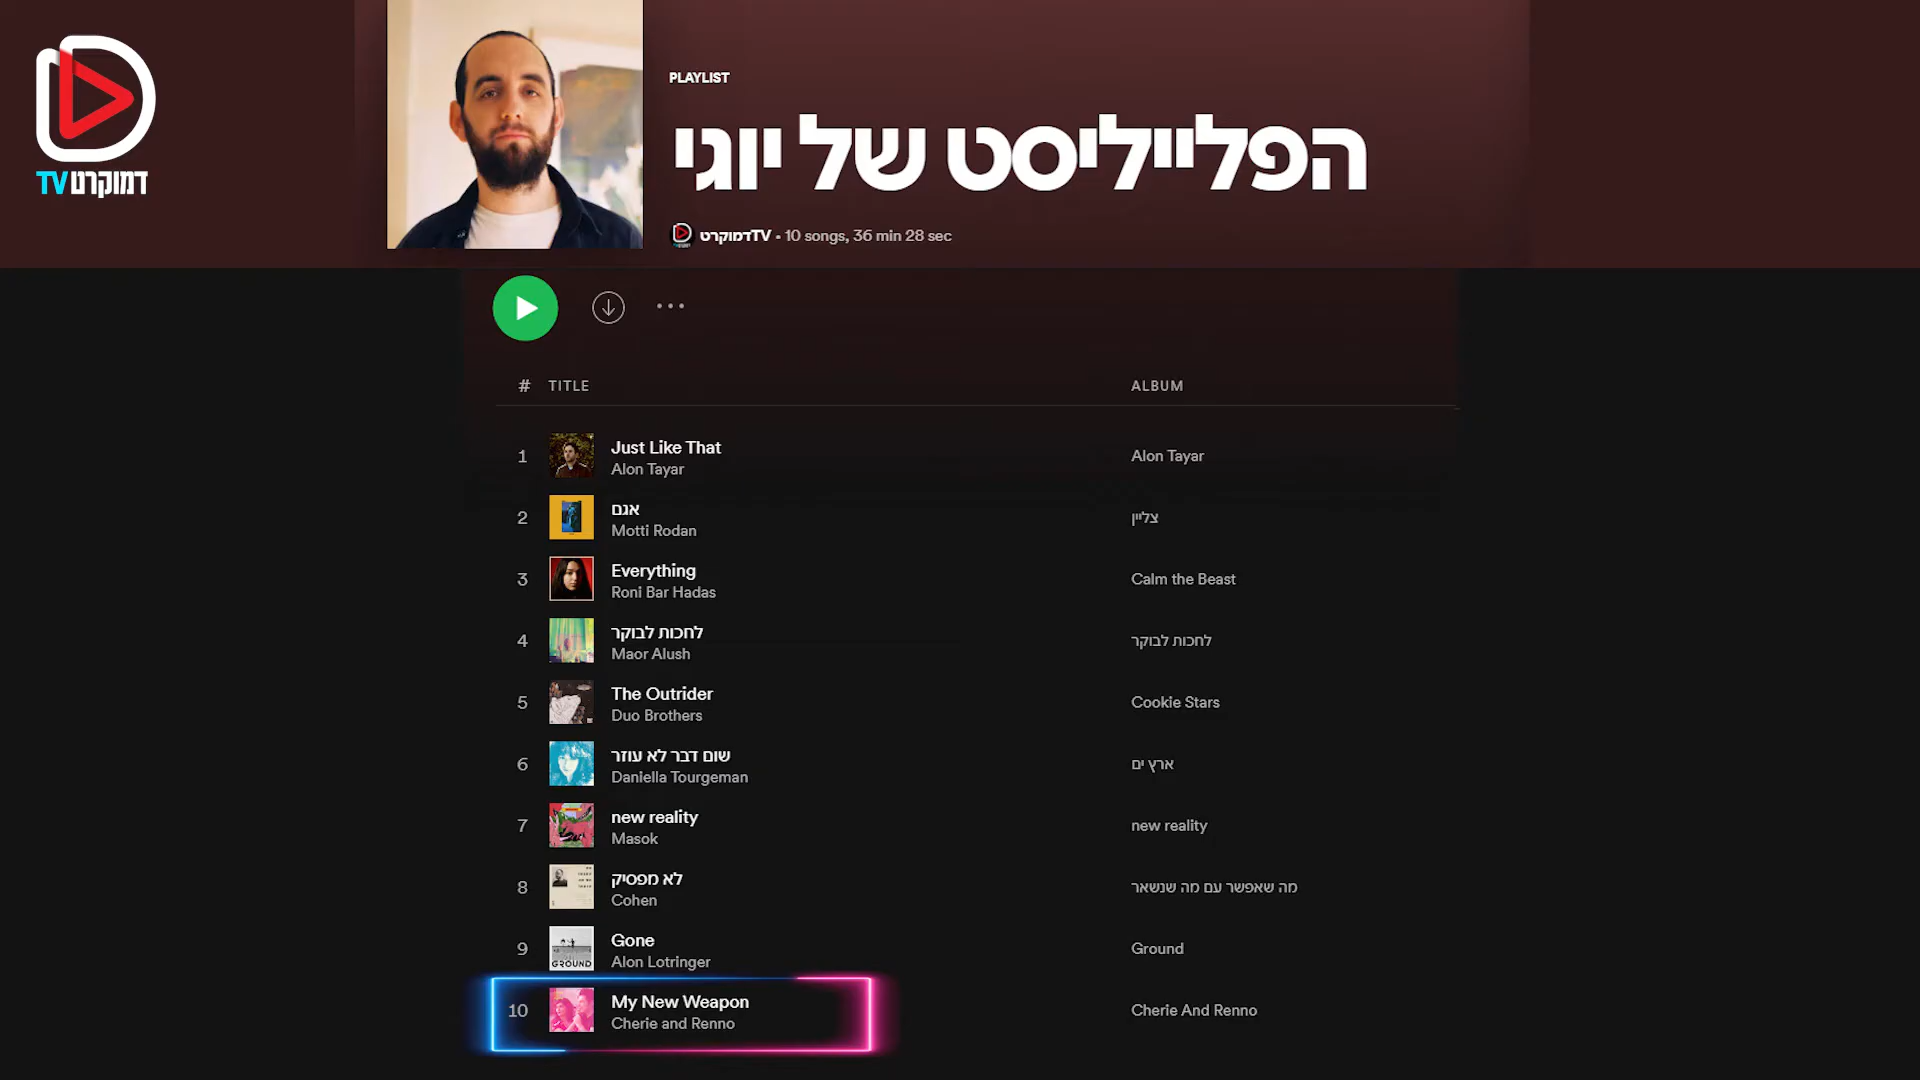 דמוקרטTV
PLAYLIST
הפלייליסט של יוגי
דמוקרטTV • 10 songs, 36 min 28 sec
# TITLE ALBUM
1 Just Like That Alon Tayar
Alon Tayar
2 אגם צליין
Motti Rodan
3 Everything Calm the Beast
Roni Bar Hadas
4 לחכות לבוקר לחכות לבוקר
Maor Alush
5 The Outrider Cookie Stars
Duo Brothers
6 שום דבר לא עוזר ארץ ים
Daniella Tourgeman
7 new reality new reality
Masok
8 לא מפסיק מה שאפשר עם מה שנשאר
Cohen
9 Gone Ground
Alon Lotringer
GROUND
10 My New Weapon Cherie And Renno
Cherie and Renno